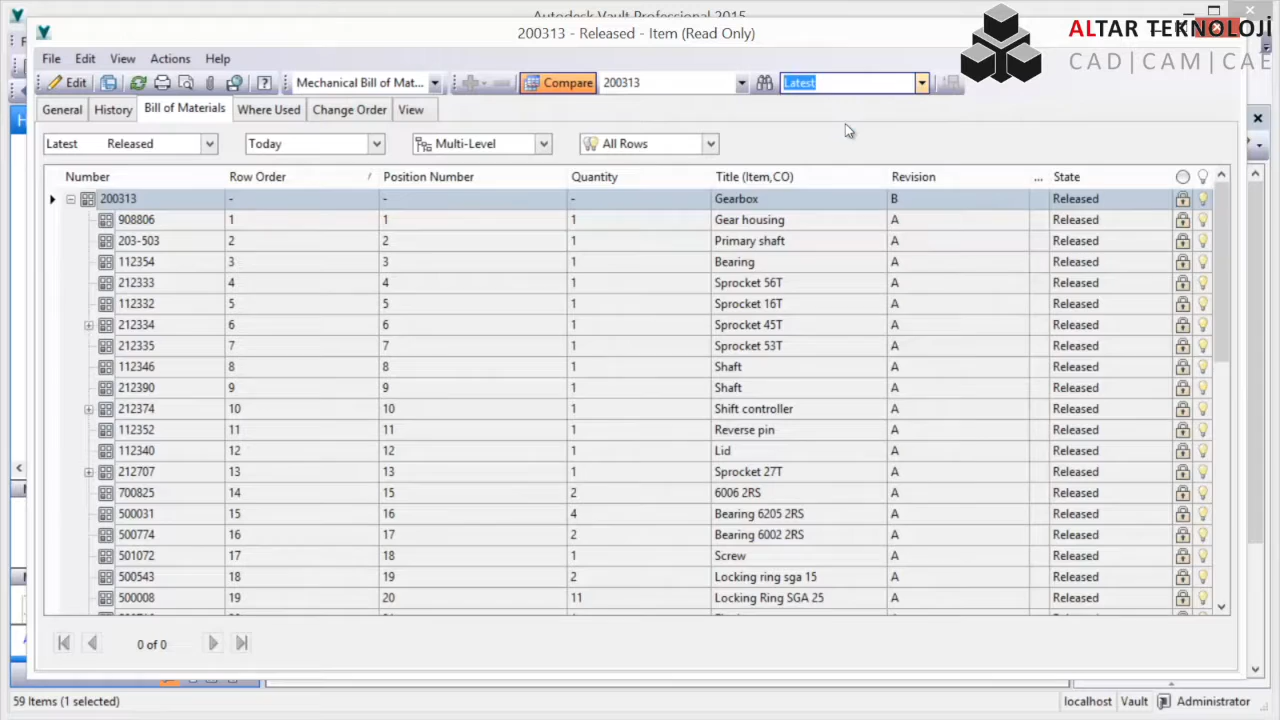 Autodesk Vault Professional 2015
200313 - Released - Item (Read Only)
ALTAR TEKNOLOJİ
CAD|CAM|CAE
File Edit View Actions Help
Edit Mechanical Bill of Mat... Compare 200313 Latest
General History Bill of Materials Where Used Change Order View
Latest Released Today Multi-Level All Rows
Number Row Order / Position Number Quantity Title (Item,CO) Revision ... State
200313 - - - Gearbox B Released
908806 1 1 1 Gear housing A Released
203-503 2 2 1 Primary shaft A Released
112354 3 3 1 Bearing A Released
212333 4 4 1 Sprocket 56T A Released
112332 5 5 1 Sprocket 16T A Released
212334 6 6 1 Sprocket 45T A Released
212335 7 7 1 Sprocket 53T A Released
112346 8 8 1 Shaft A Released
212390 9 9 1 Shaft A Released
212374 10 10 1 Shift controller A Released
112352 11 11 1 Reverse pin A Released
112340 12 12 1 Lid A Released
212707 13 13 1 Sprocket 27T A Released
700825 14 15 2 6006 2RS A Released
500031 15 16 4 Bearing 6205 2RS A Released
500774 16 17 2 Bearing 6002 2RS A Released
501072 17 18 1 Screw A Released
500543 18 19 2 Locking ring sga 15 A Released
500008 19 20 11 Locking Ring SGA 25 A Released
0 of 0
59 Items (1 selected) localhost Vault Administrator